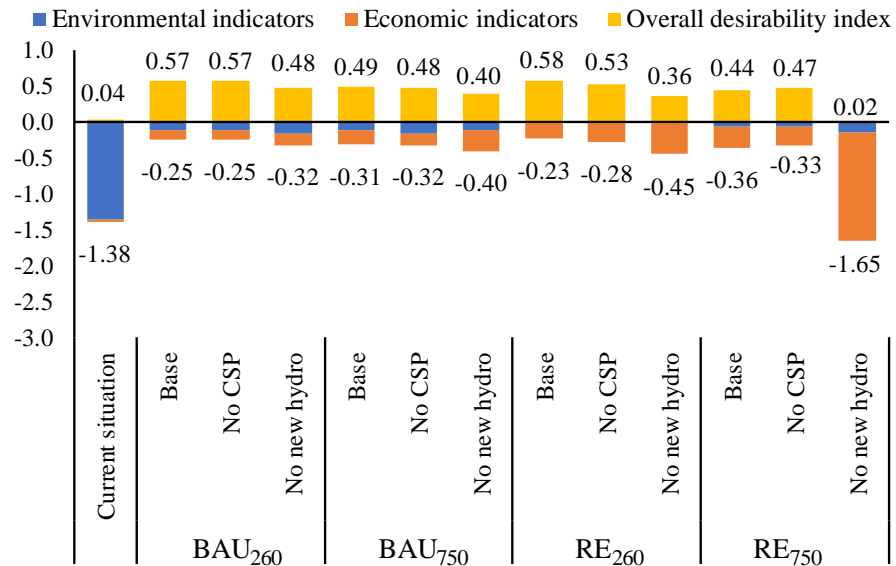 Environmental indicators Economic indicators Overall desirability index
1.0
0.5
0.0
-0.5
-1.0
-1.5
-2.0
-2.5
-3.0
0.04 0.57 0.57 0.48 0.49 0.48 0.40 0.58 0.53 0.36 0.44 0.47 0.02
-1.38 -0.25 -0.25 -0.32 -0.31 -0.32 -0.40 -0.23 -0.28 -0.45 -0.36 -0.33 -1.65
Current situation
Base
No CSP
No new hydro
Base
No CSP
No new hydro
Base
No CSP
No new hydro
Base
No CSP
No new hydro
BAU260 BAU750 RE260 RE750